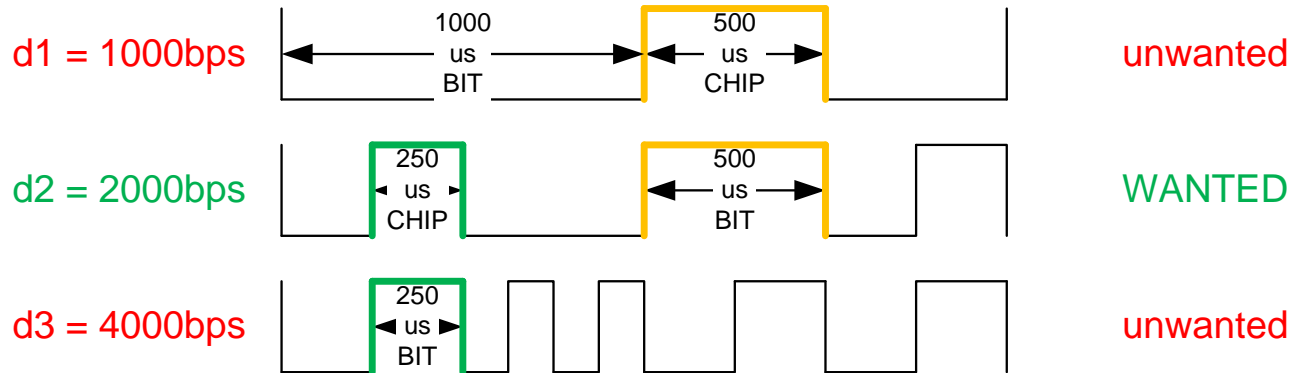 d1 = 1000bps
1000
us
BIT
500
us
CHIP
unwanted
d2 = 2000bps
250
us
CHIP
500
us
BIT
WANTED
d3 = 4000bps
250
us
BIT
unwanted